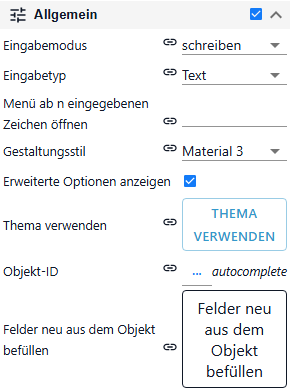 Allgemein
Eingabemodus schreiben
Eingabetyp Text
Menü ab n eingegebenen
Zeichen öffnen
Gestaltungsstil Material 3
Erweiterte Optionen anzeigen
Thema verwenden THEMA
VERWENDEN
Objekt-ID ... autocomplete
Felder neu aus dem Objekt
befüllen
Felder neu
aus dem
Objekt
befüllen